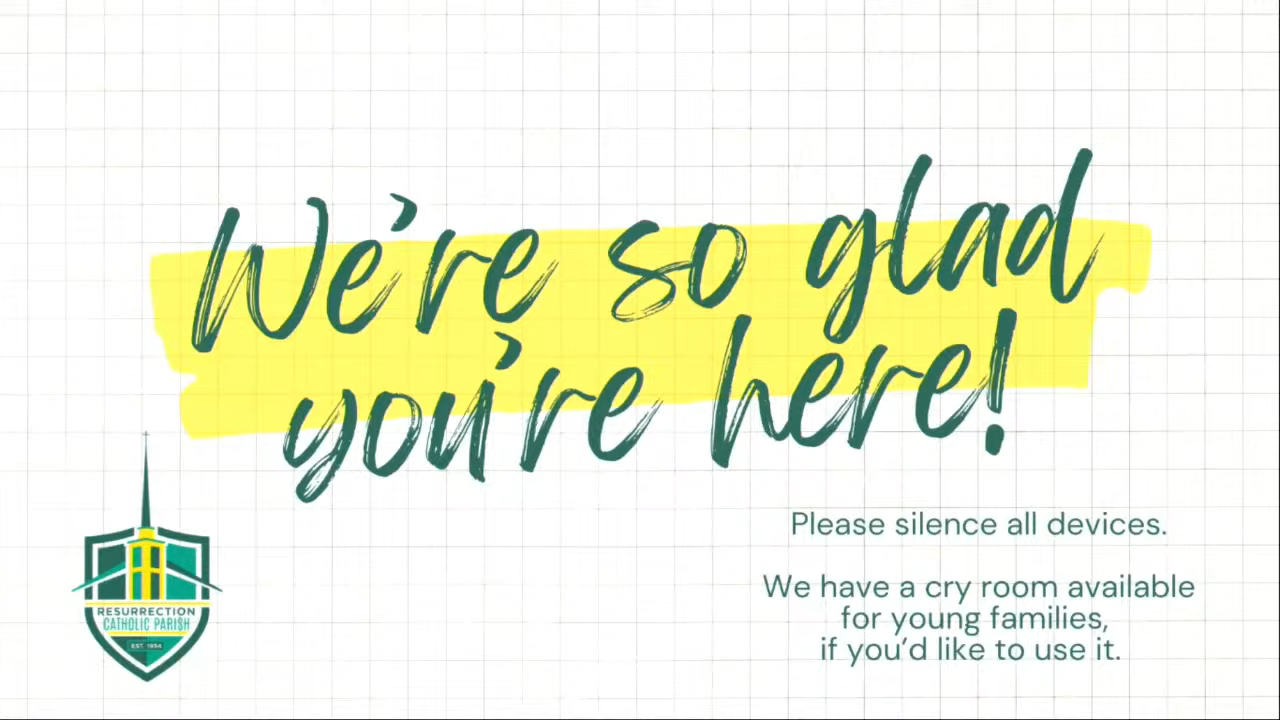 We're so glad
you're here!
Please silence all devices.
We have a cry room available
for young families,
if you'd like to use it.
RESURRECTION
CATHOLIC PARISH
EST. 1954